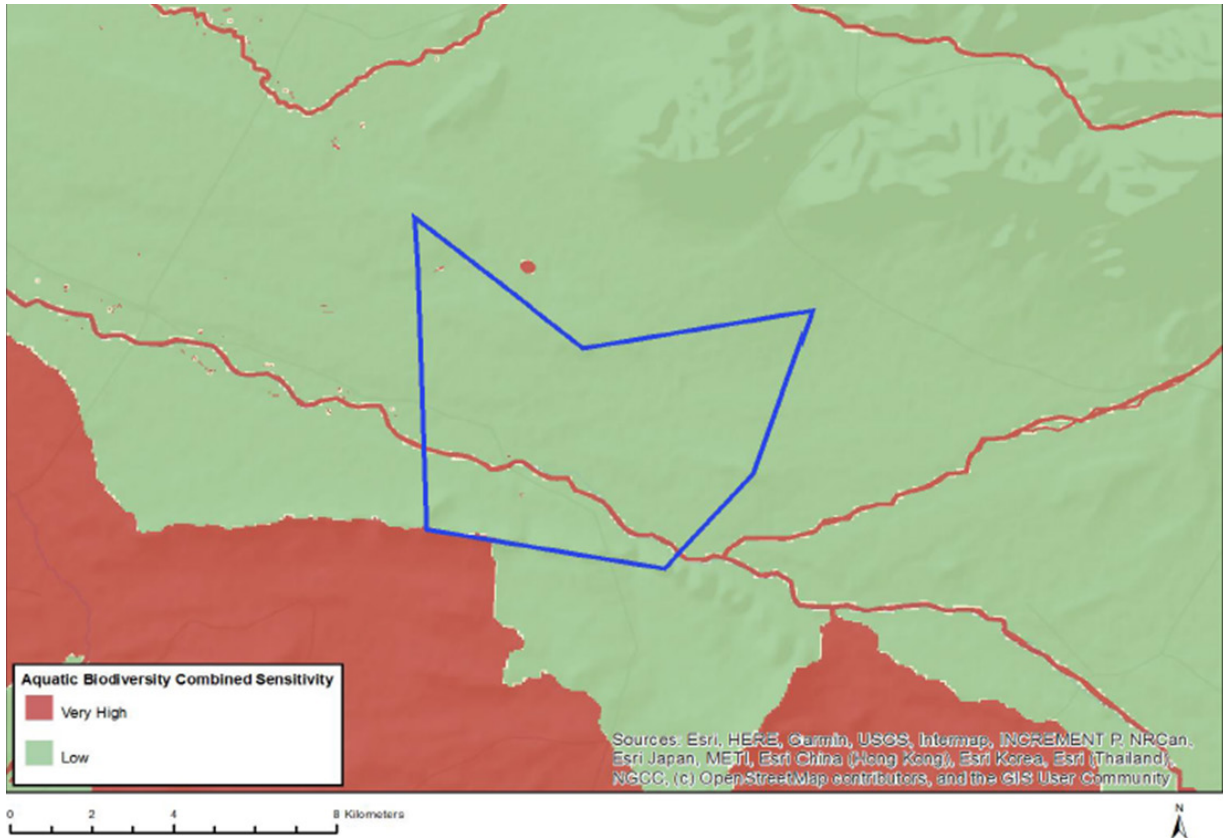 Aquatic Biodiversity Combined Sensitivity
Very High
Low
Sources: Esri, HERE, Garmin, USGS, Intermap, INCREMENT P, NRCan,
Esri Japan, METI, Esri China (Hong Kong), Esri Korea, Esri (Thailand),
NGCC, (c) OpenStreetMap contributors, and the GIS User Community
0 2 4 8 Kilometers
N